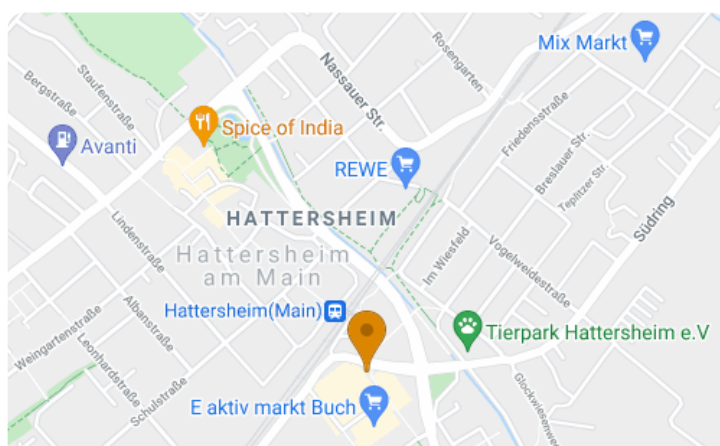 Mix Markt
Rosengarten
Nassauer Str.
Bergstraße
Staufenstraße
Avanti
Spice of India
Friedensstraße
Breslauer Str.
Teplitzer Str.
REWE
HATTERSHEIM
Hattersheim
am Main
Lindenstraße
Südring
Im Wiesfeld
Vogelweidestraße
Hattersheim(Main)
Albanstraße
Weingartenstraße
Leonhardstraße
Schulstraße
Tierpark Hattersheim e.V
Glockwiesenweg
E aktiv markt Buch